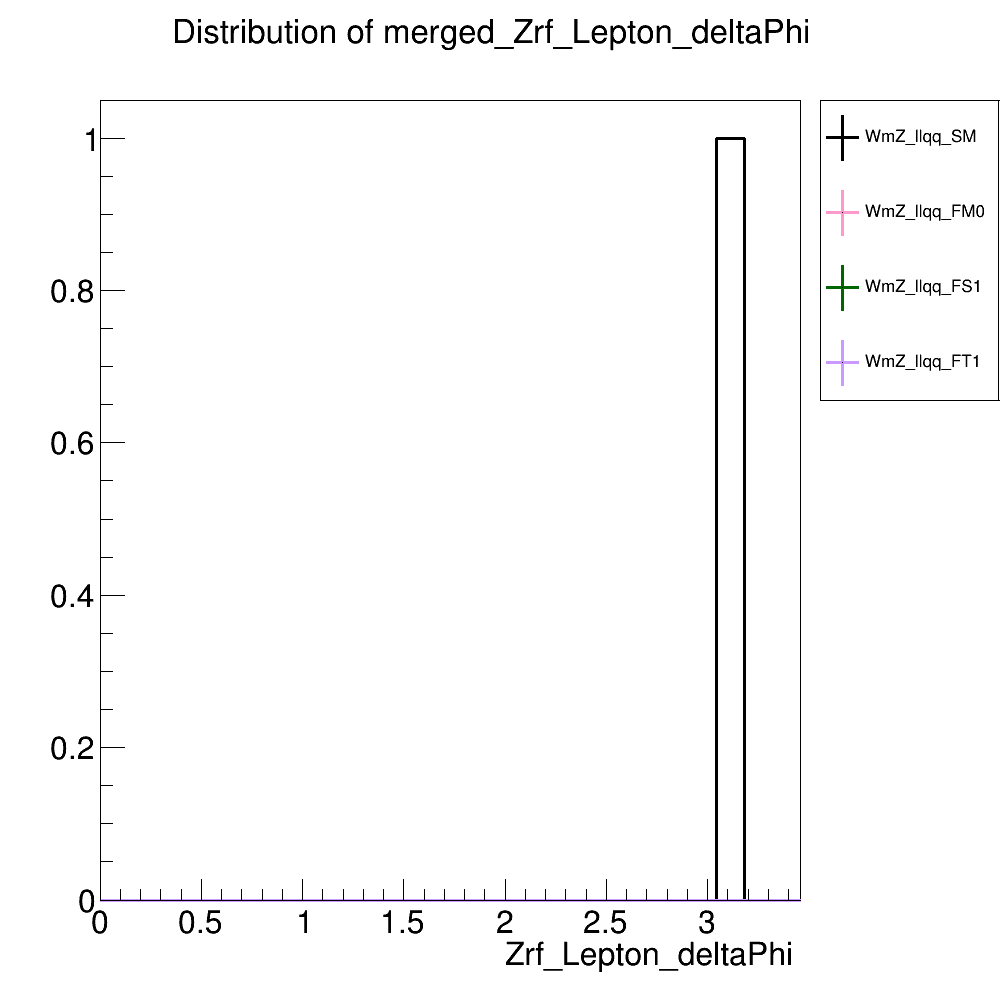 Distribution of merged_Zrf_Lepton_deltaPhi
1
0.8
0.6
0.4
0.2
0
0 0.5 1 1.5 2 2.5 3
Zrf_Lepton_deltaPhi
WmZ_llqq_SM
WmZ_llqq_FM0
WmZ_llqq_FS1
WmZ_llqq_FT1